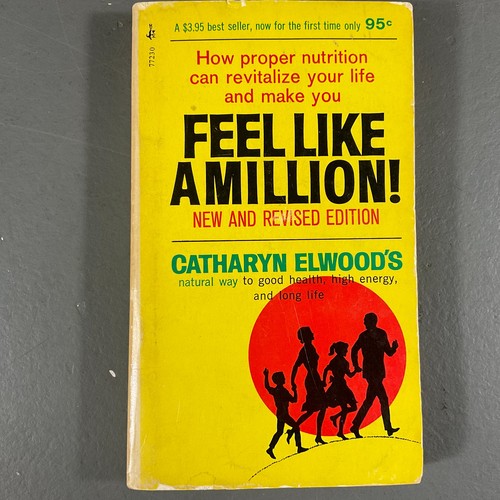 A $3.95 best seller, now for the first time only 95c
77230
How proper nutrition
can revitalize your life
and make you
FEEL LIKE
A MILLION!
NEW AND REVISED EDITION
CATHARYN ELWOOD'S
natural way to good health, high energy,
and long life